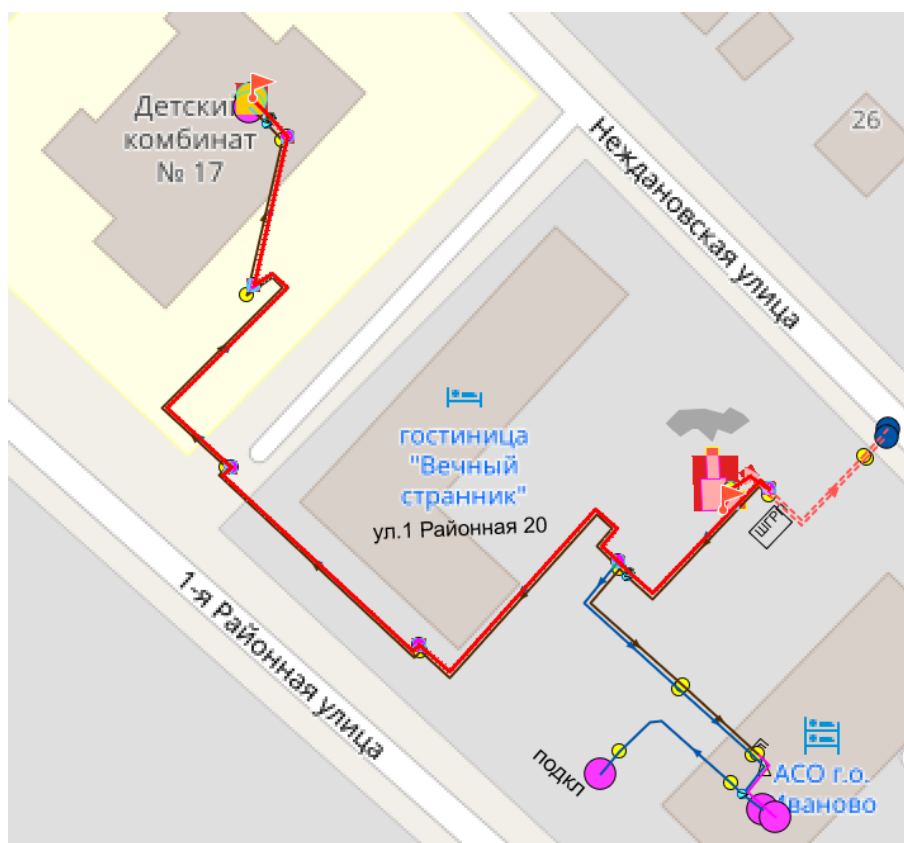 Детский
комбинат
№ 17
26
Неждановская улица
гостиница
"Вечный
странник"
ул.1 Районная 20
ШГРП
1-я Районная улица
подкл
АСО г.о.
Иваново